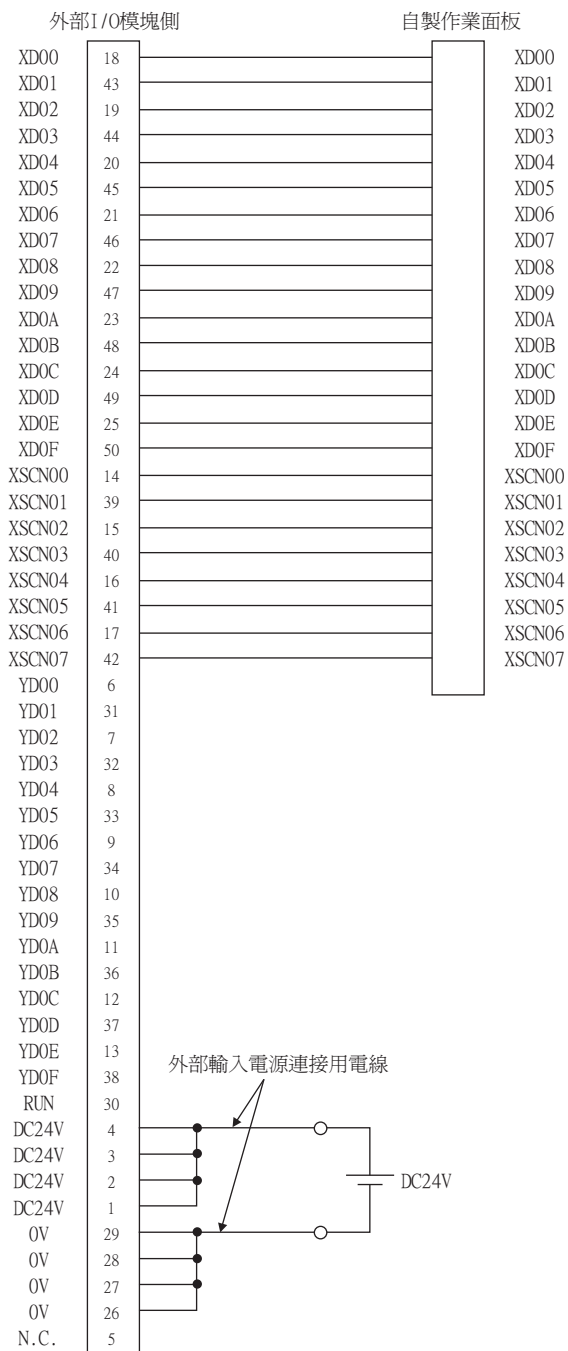 外部I/O模塊側 自製作業面板
XD00 18 XD00
XD01 43 XD01
XD02 19 XD02
XD03 44 XD03
XD04 20 XD04
XD05 45 XD05
XD06 21 XD06
XD07 46 XD07
XD08 22 XD08
XD09 47 XD09
XD0A 23 XD0A
XD0B 48 XD0B
XD0C 24 XD0C
XD0D 49 XD0D
XD0E 25 XD0E
XD0F 50 XD0F
XSCN00 14 XSCN00
XSCN01 39 XSCN01
XSCN02 15 XSCN02
XSCN03 40 XSCN03
XSCN04 16 XSCN04
XSCN05 41 XSCN05
XSCN06 17 XSCN06
XSCN07 42 XSCN07
YD00 6
YD01 31
YD02 7
YD03 32
YD04 8
YD05 33
YD06 9
YD07 34
YD08 10
YD09 35
YD0A 11
YD0B 36
YD0C 12
YD0D 37
YD0E 13
YD0F 38
外部輸入電源連接用電線
RUN 30
DC24V 4
DC24V 3
DC24V 2 DC24V
DC24V 1
0V 29
0V 28
0V 27
0V 26
N.C. 5